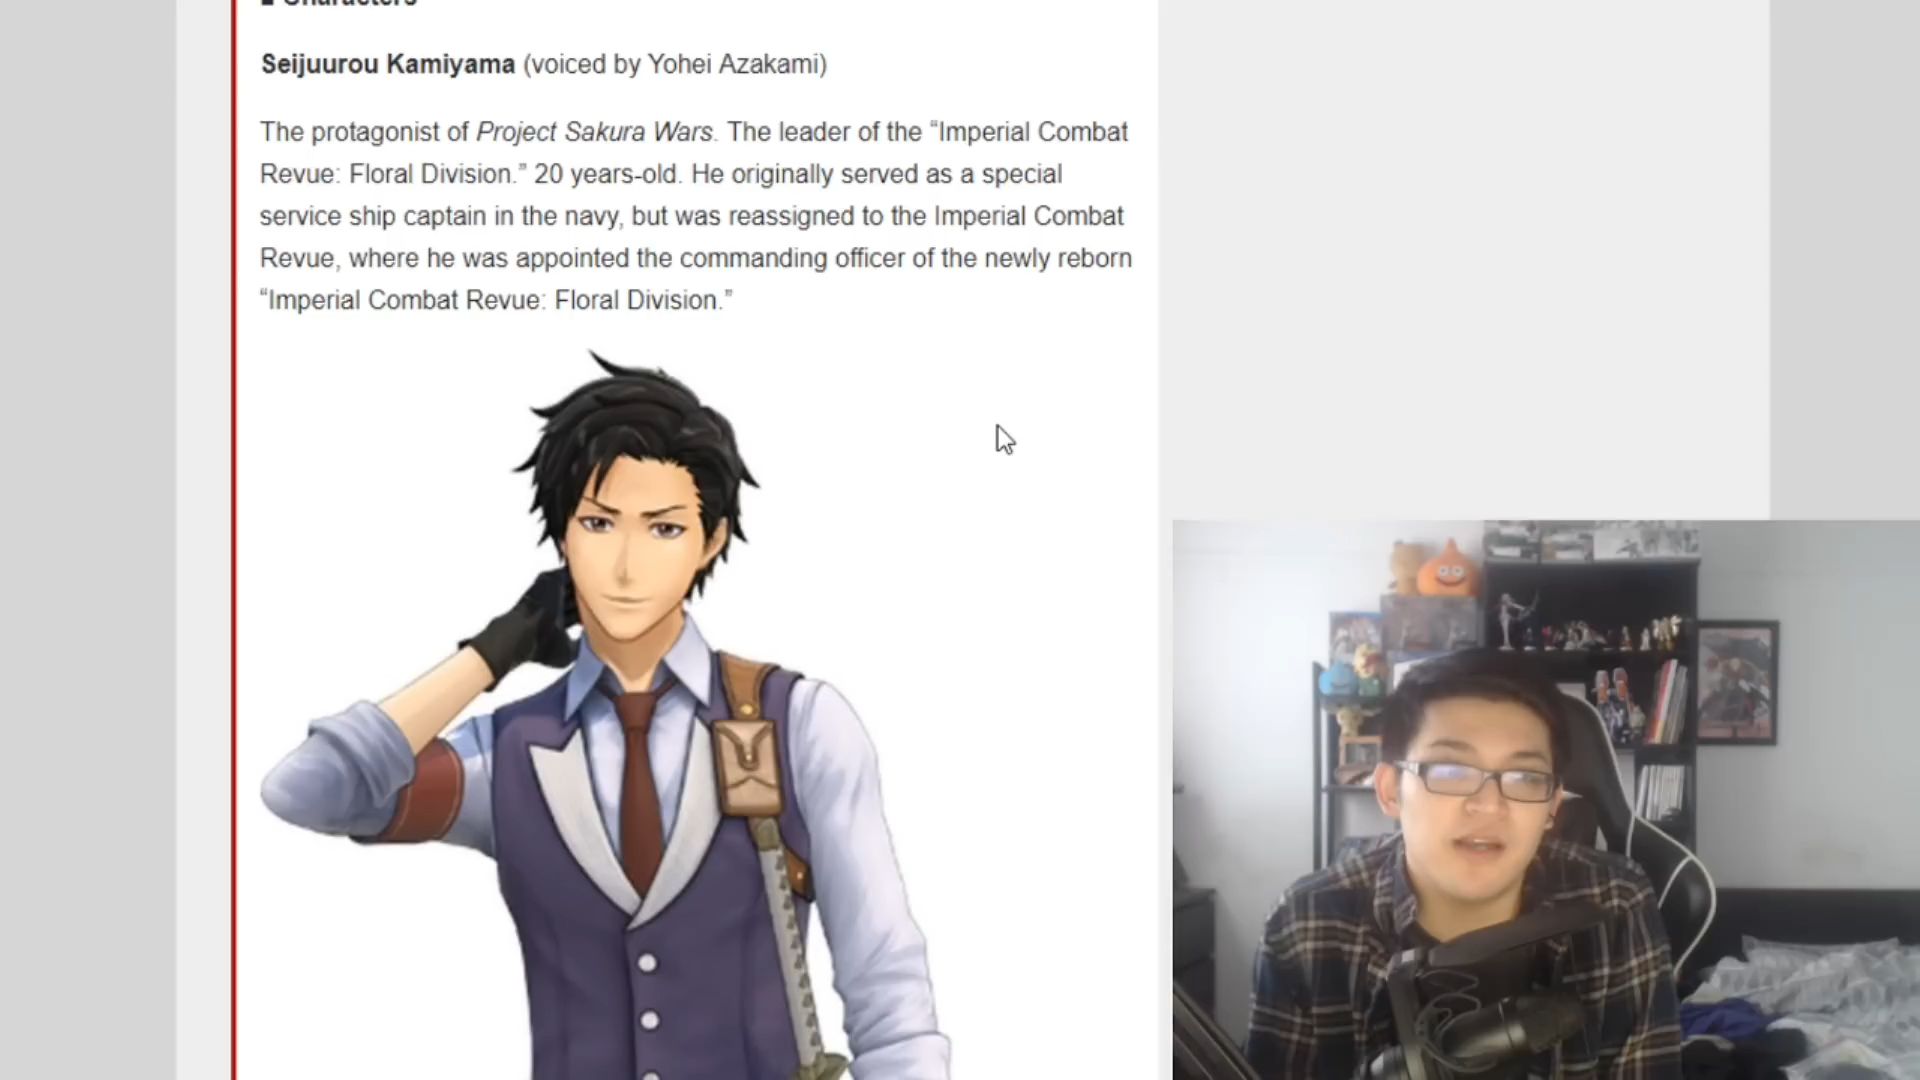 Characters
Seijuurou Kamiyama (voiced by Yohei Azakami)
The protagonist of Project Sakura Wars. The leader of the “Imperial Combat
Revue: Floral Division.” 20 years-old. He originally served as a special
service ship captain in the navy, but was reassigned to the Imperial Combat
Revue, where he was appointed the commanding officer of the newly reborn
“Imperial Combat Revue: Floral Division.”